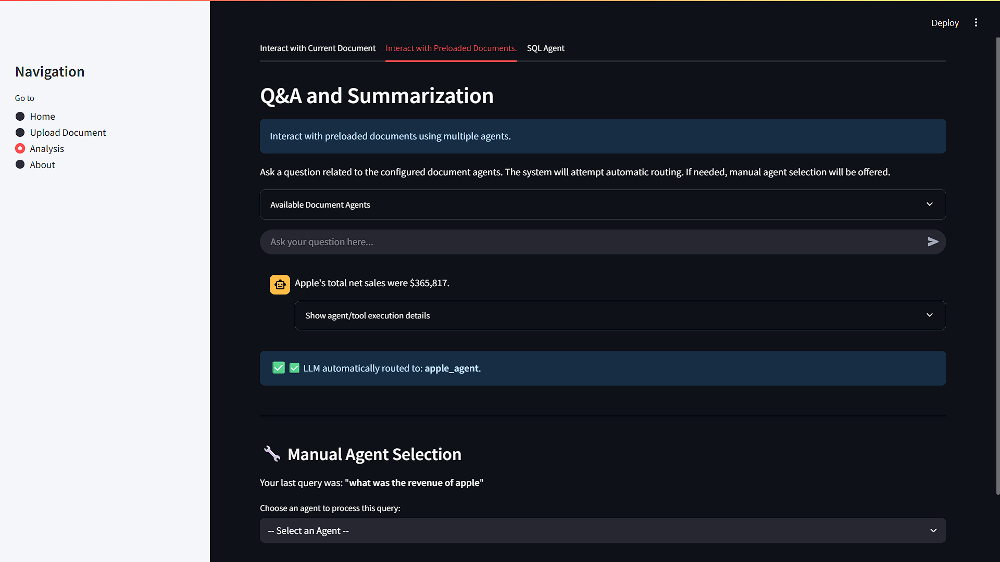 Deploy
Navigation
Go to
Home
Upload Document
Analysis
About
Interact with Current Document
Interact with Preloaded Documents.
SQL Agent
Q&A and Summarization
Interact with preloaded documents using multiple agents.
Ask a question related to the configured document agents. The system will attempt automatic routing. If needed, manual agent selection will be offered.
Available Document Agents
Ask your question here...
Apple's total net sales were $365,817.
Show agent/tool execution details
✅ ✅ LLM automatically routed to: apple_agent.
Manual Agent Selection
Your last query was: "what was the revenue of apple"
Choose an agent to process this query:
-- Select an Agent --